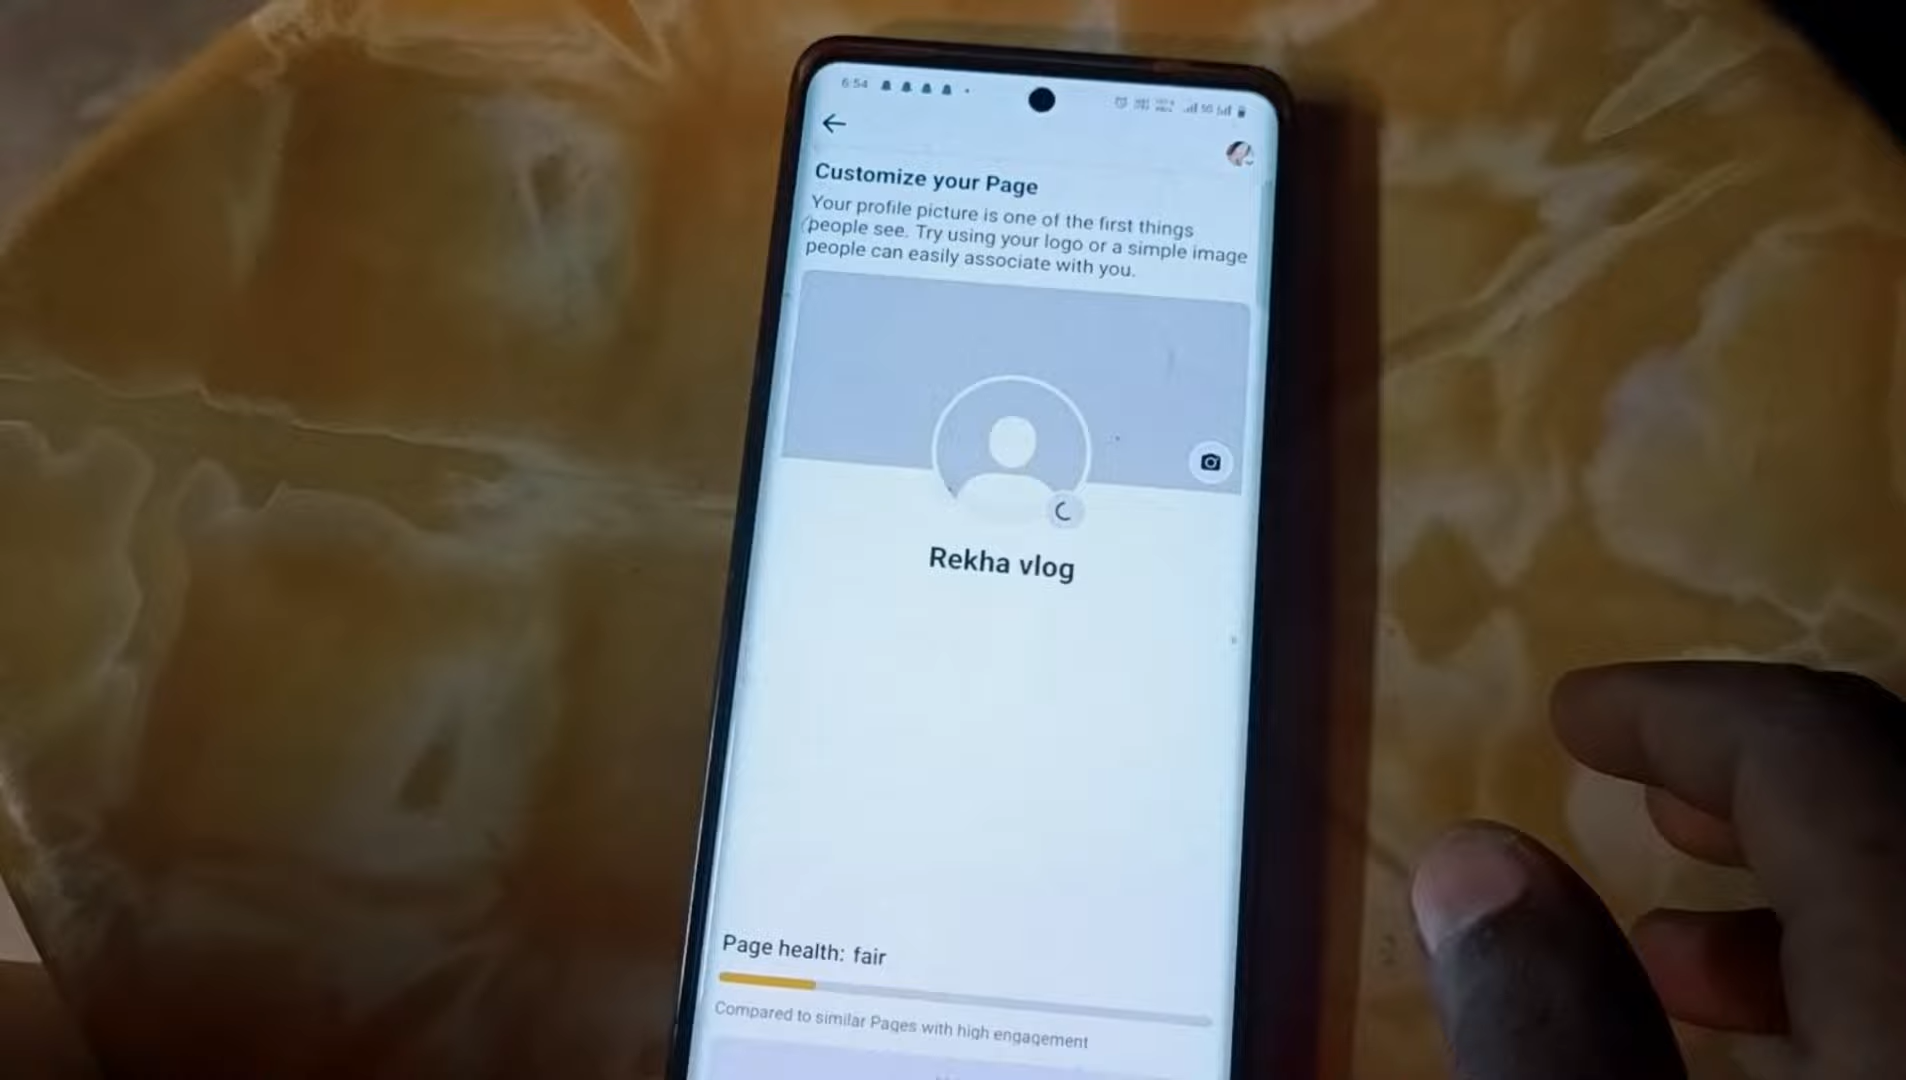 6:54
Customize your Page
Your profile picture is one of the first things
people see. Try using your logo or a simple image
people can easily associate with you.
Rekha vlog
Page health: fair
Compared to similar Pages with high engagement